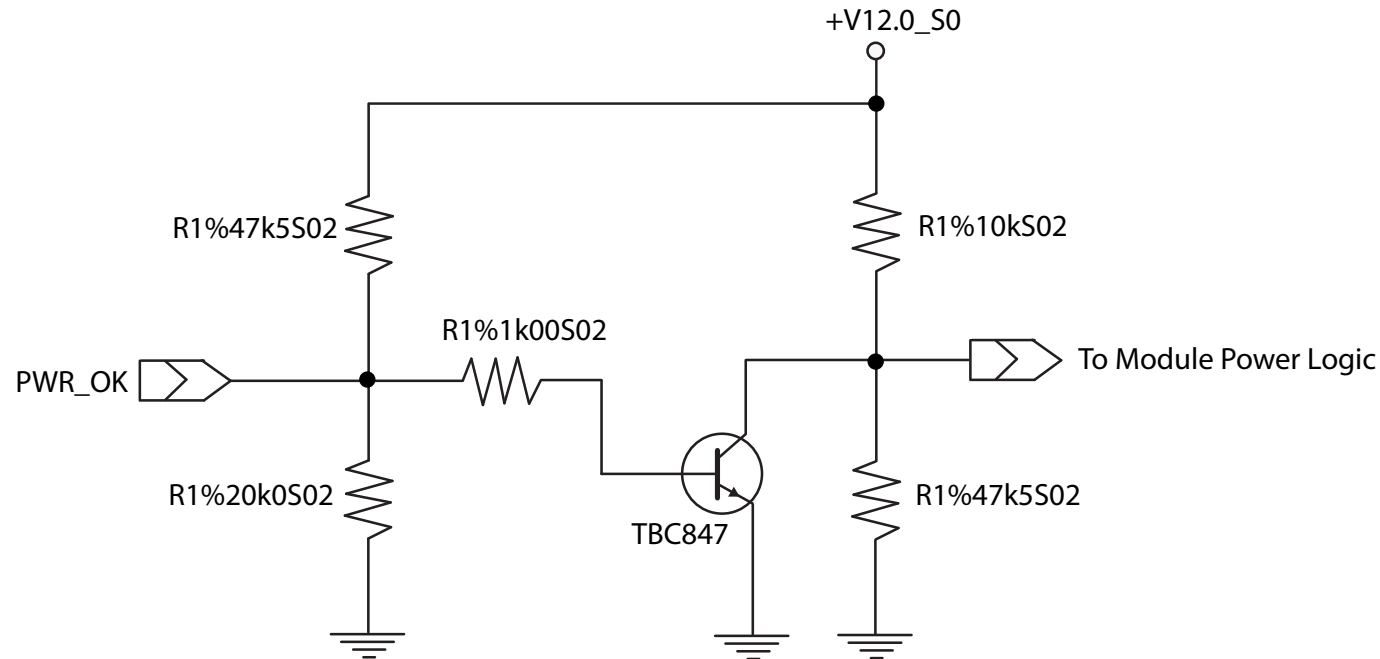 +V12.0_S0
R1%47k5S02
R1%10kS02
R1%1k00S02
PWR_OK
To Module Power Logic
R1%20k0S02
R1%47k5S02
TBC847